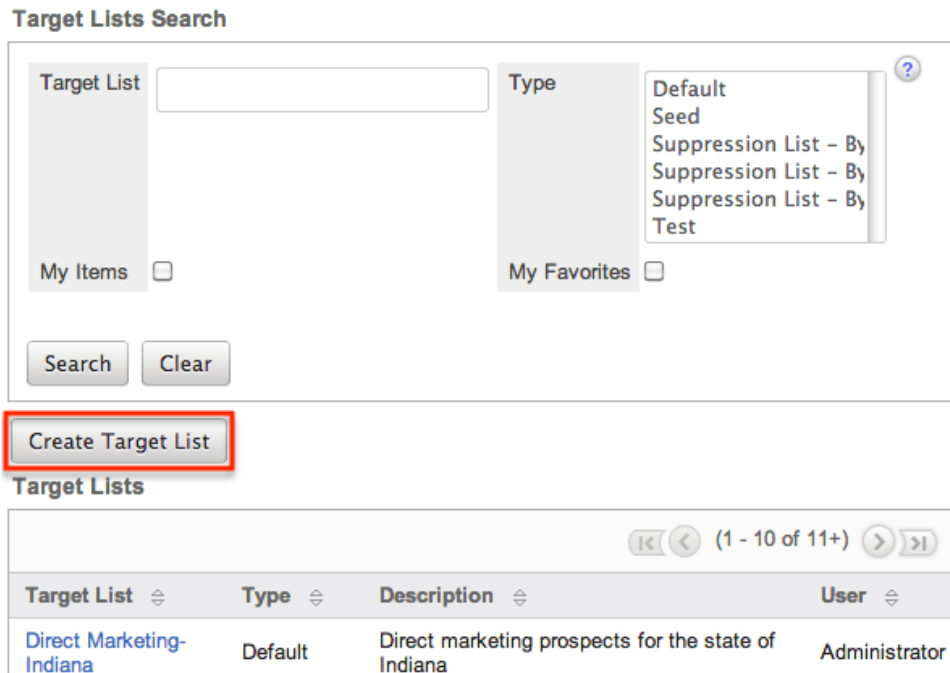 Target Lists Search
Target List
Type
Default
Seed
Suppression List – By
Suppression List – By
Suppression List – By
Test
?
My Items
My Favorites
Search
Clear
Create Target List
Target Lists
(1 - 10 of 11+)
Target List Type Description User
Direct Marketing-
Indiana
Default
Direct marketing prospects for the state of
Indiana
Administrator